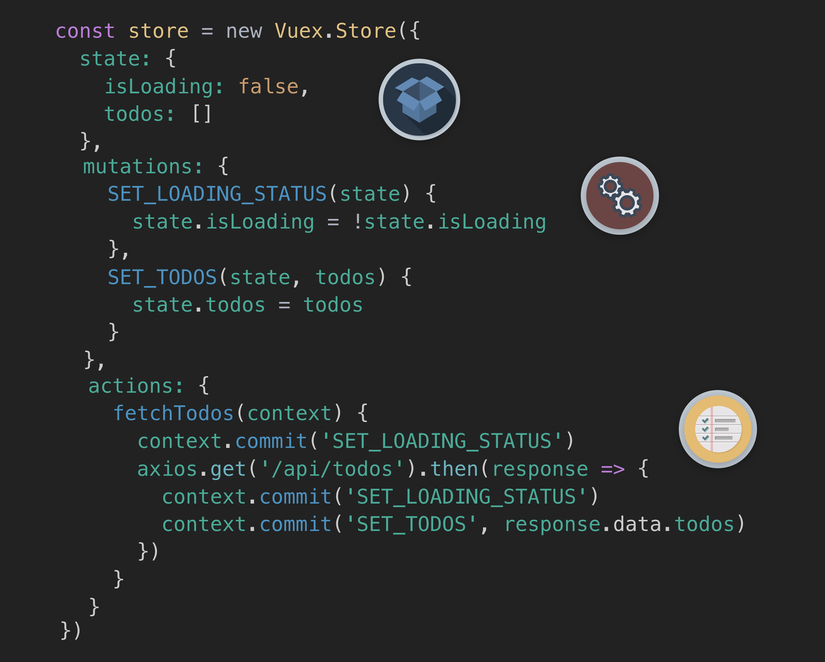 const store = new Vuex.Store({
  state: {
    isLoading: false,
    todos: []
  },
  mutations: {
    SET_LOADING_STATUS(state) {
      state.isLoading = !state.isLoading
    },
    SET_TODOS(state, todos) {
      state.todos = todos
    }
  },
  actions: {
    fetchTodos(context) {
      context.commit('SET_LOADING_STATUS')
      axios.get('/api/todos').then(response => {
        context.commit('SET_LOADING_STATUS')
        context.commit('SET_TODOS', response.data.todos)
      })
    }
  }
})